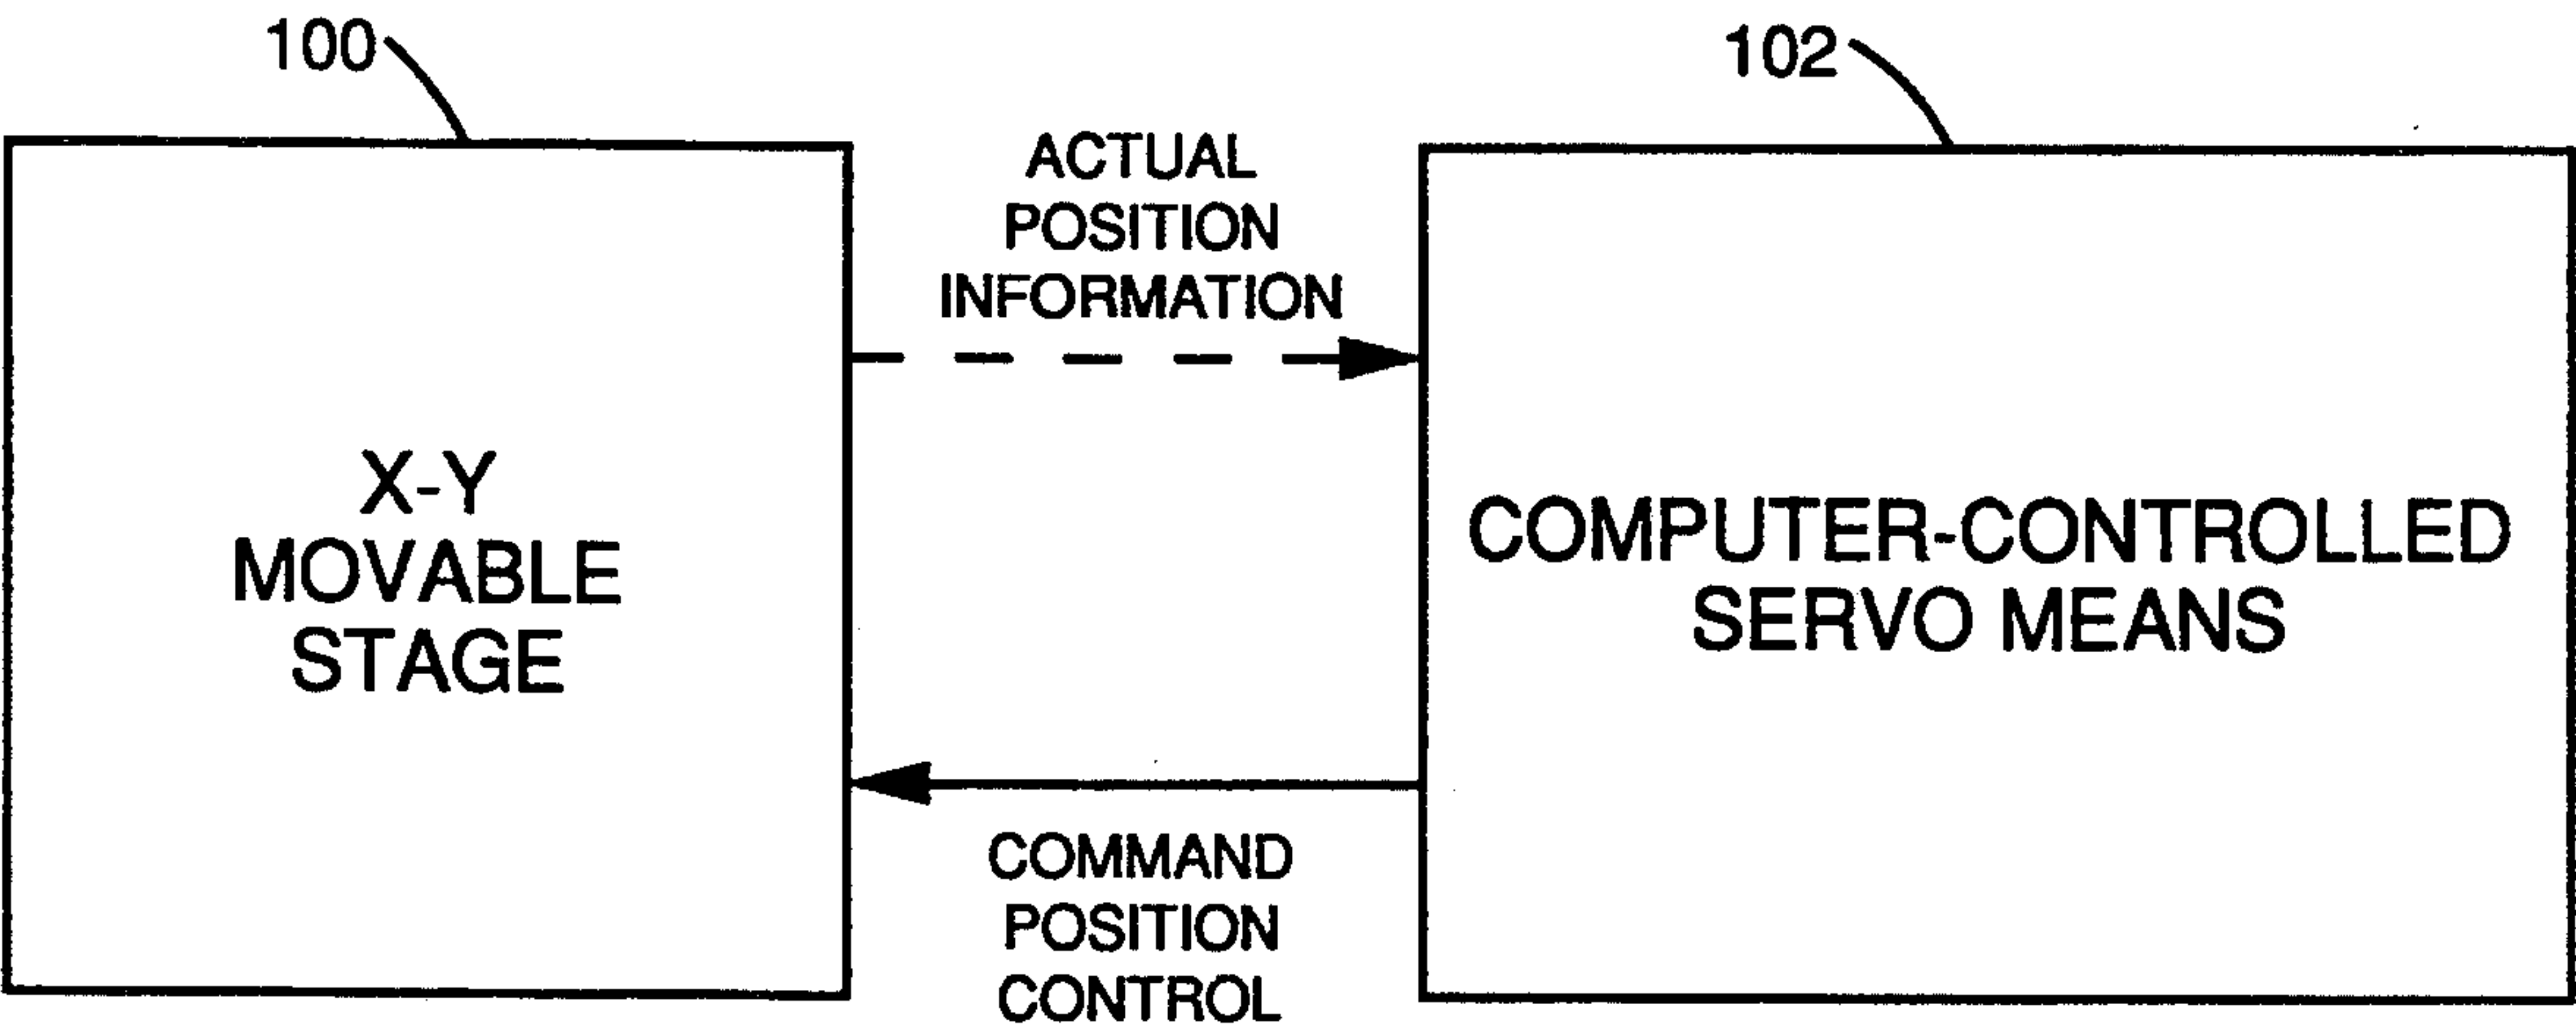 100
102
ACTUAL
POSITION
INFORMATION
X-Y
MOVABLE
STAGE
COMPUTER-CONTROLLED
SERVO MEANS
COMMAND
POSITION
CONTROL